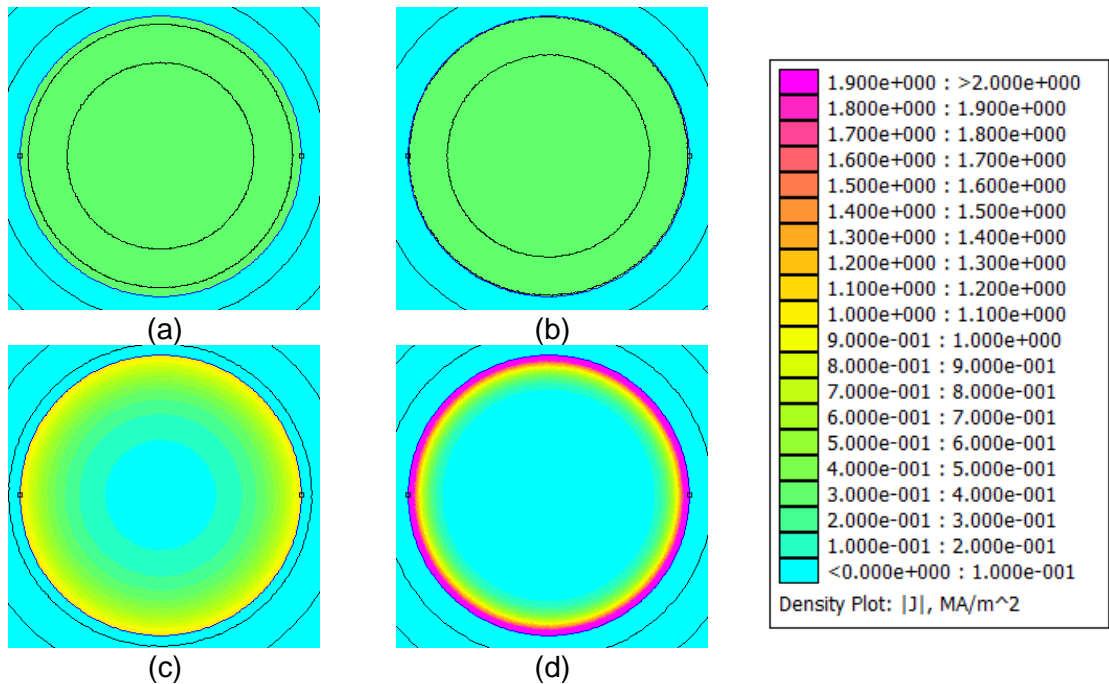 (a)
(b)
(c)
(d)
1.900e+000 : >2.000e+000
1.800e+000 : 1.900e+000
1.700e+000 : 1.800e+000
1.600e+000 : 1.700e+000
1.500e+000 : 1.600e+000
1.400e+000 : 1.500e+000
1.300e+000 : 1.400e+000
1.200e+000 : 1.300e+000
1.100e+000 : 1.200e+000
1.000e+000 : 1.100e+000
9.000e-001 : 1.000e+000
8.000e-001 : 9.000e-001
7.000e-001 : 8.000e-001
6.000e-001 : 7.000e-001
5.000e-001 : 6.000e-001
4.000e-001 : 5.000e-001
3.000e-001 : 4.000e-001
2.000e-001 : 3.000e-001
1.000e-001 : 2.000e-001
<0.000e+000 : 1.000e-001
Density Plot: |J|, MA/m^2